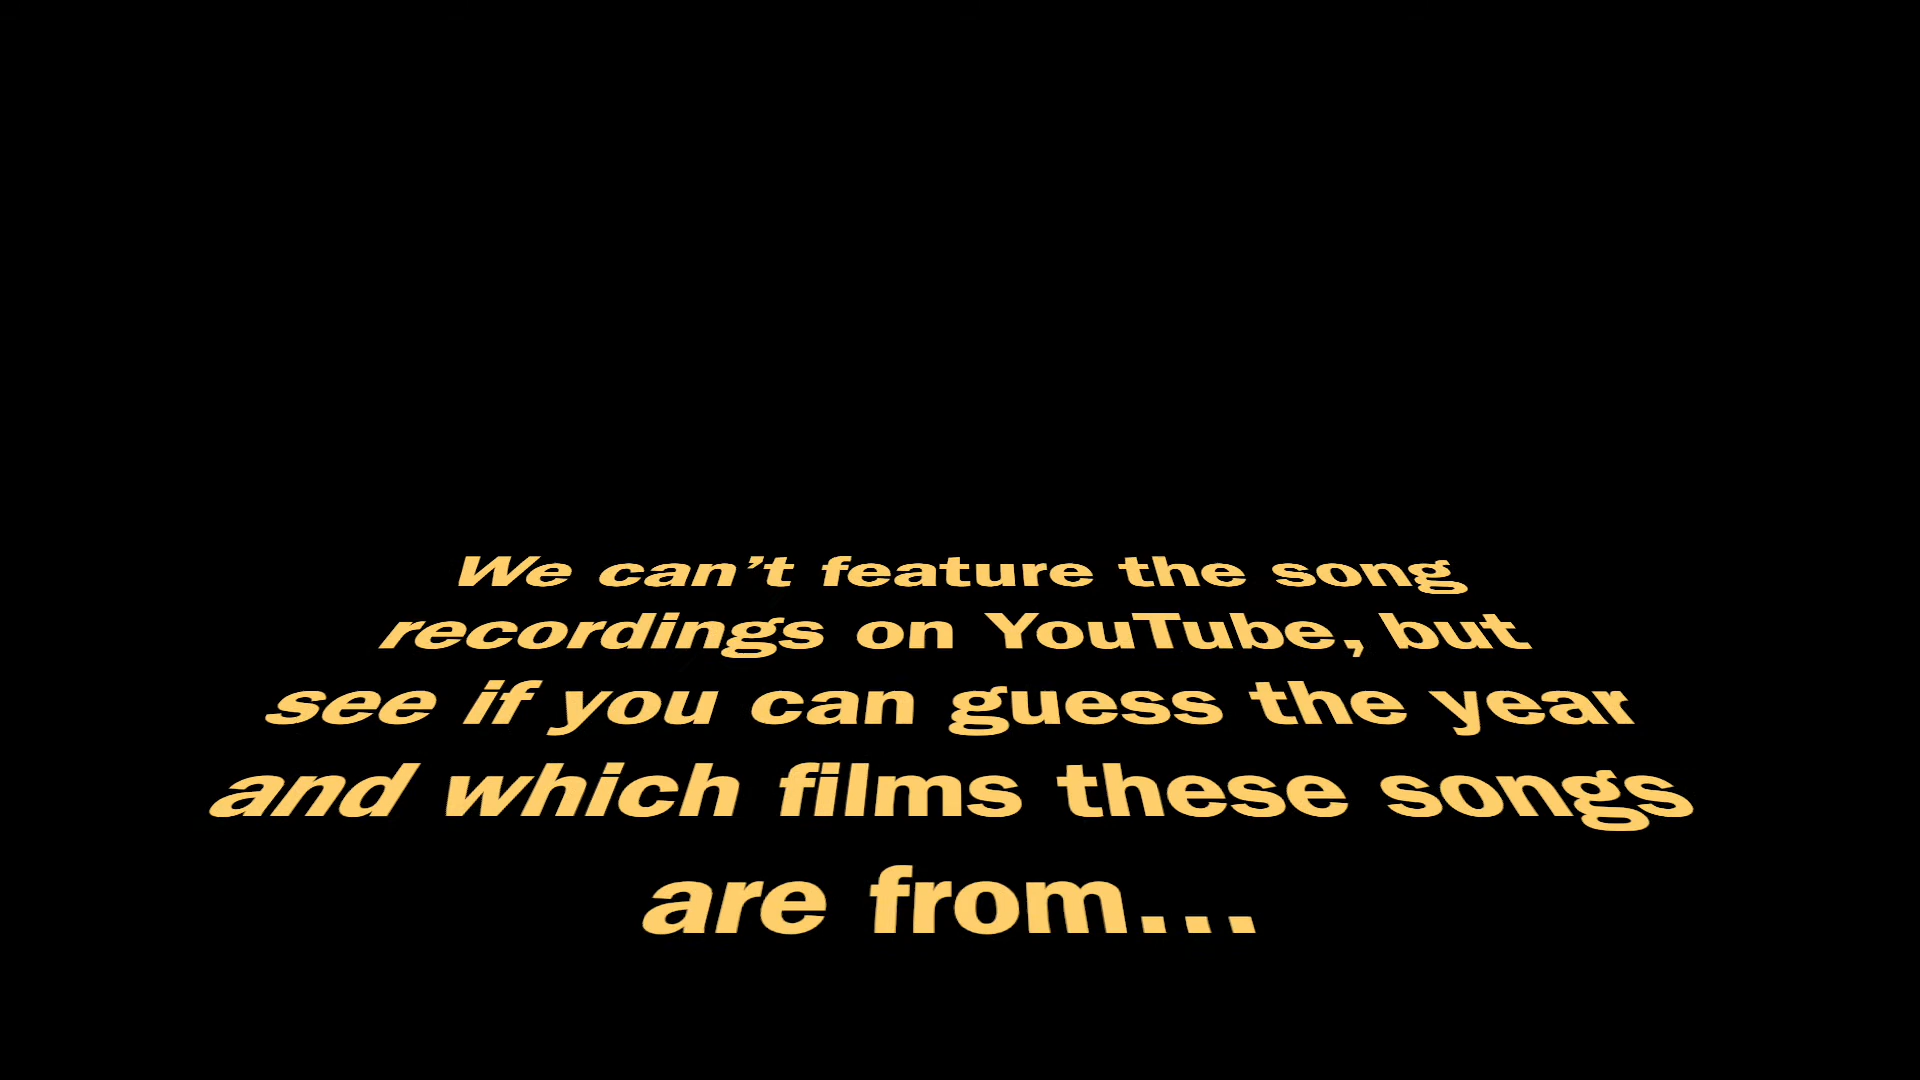 We can’t feature the song
recordings on YouTube, but
see if you can guess the year
and which films these songs
are from...